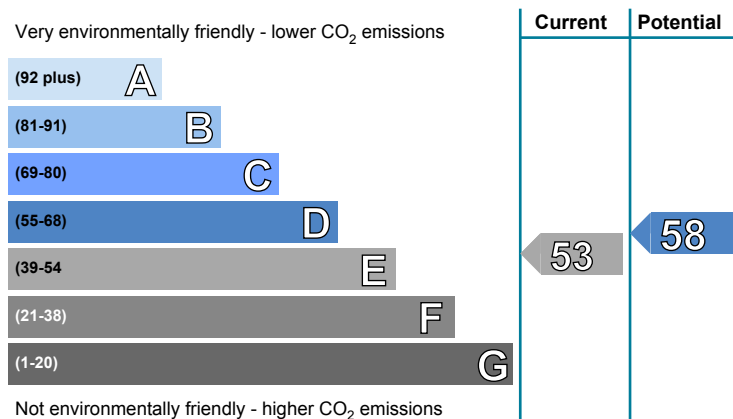 Very environmentally friendly - lower CO₂ emissions
Current
Potential
(92 plus) A
(81-91) B
(69-80) C
(55-68) D
(39-54 E
(21-38) F
(1-20) G
53
58
Not environmentally friendly - higher CO₂ emissions